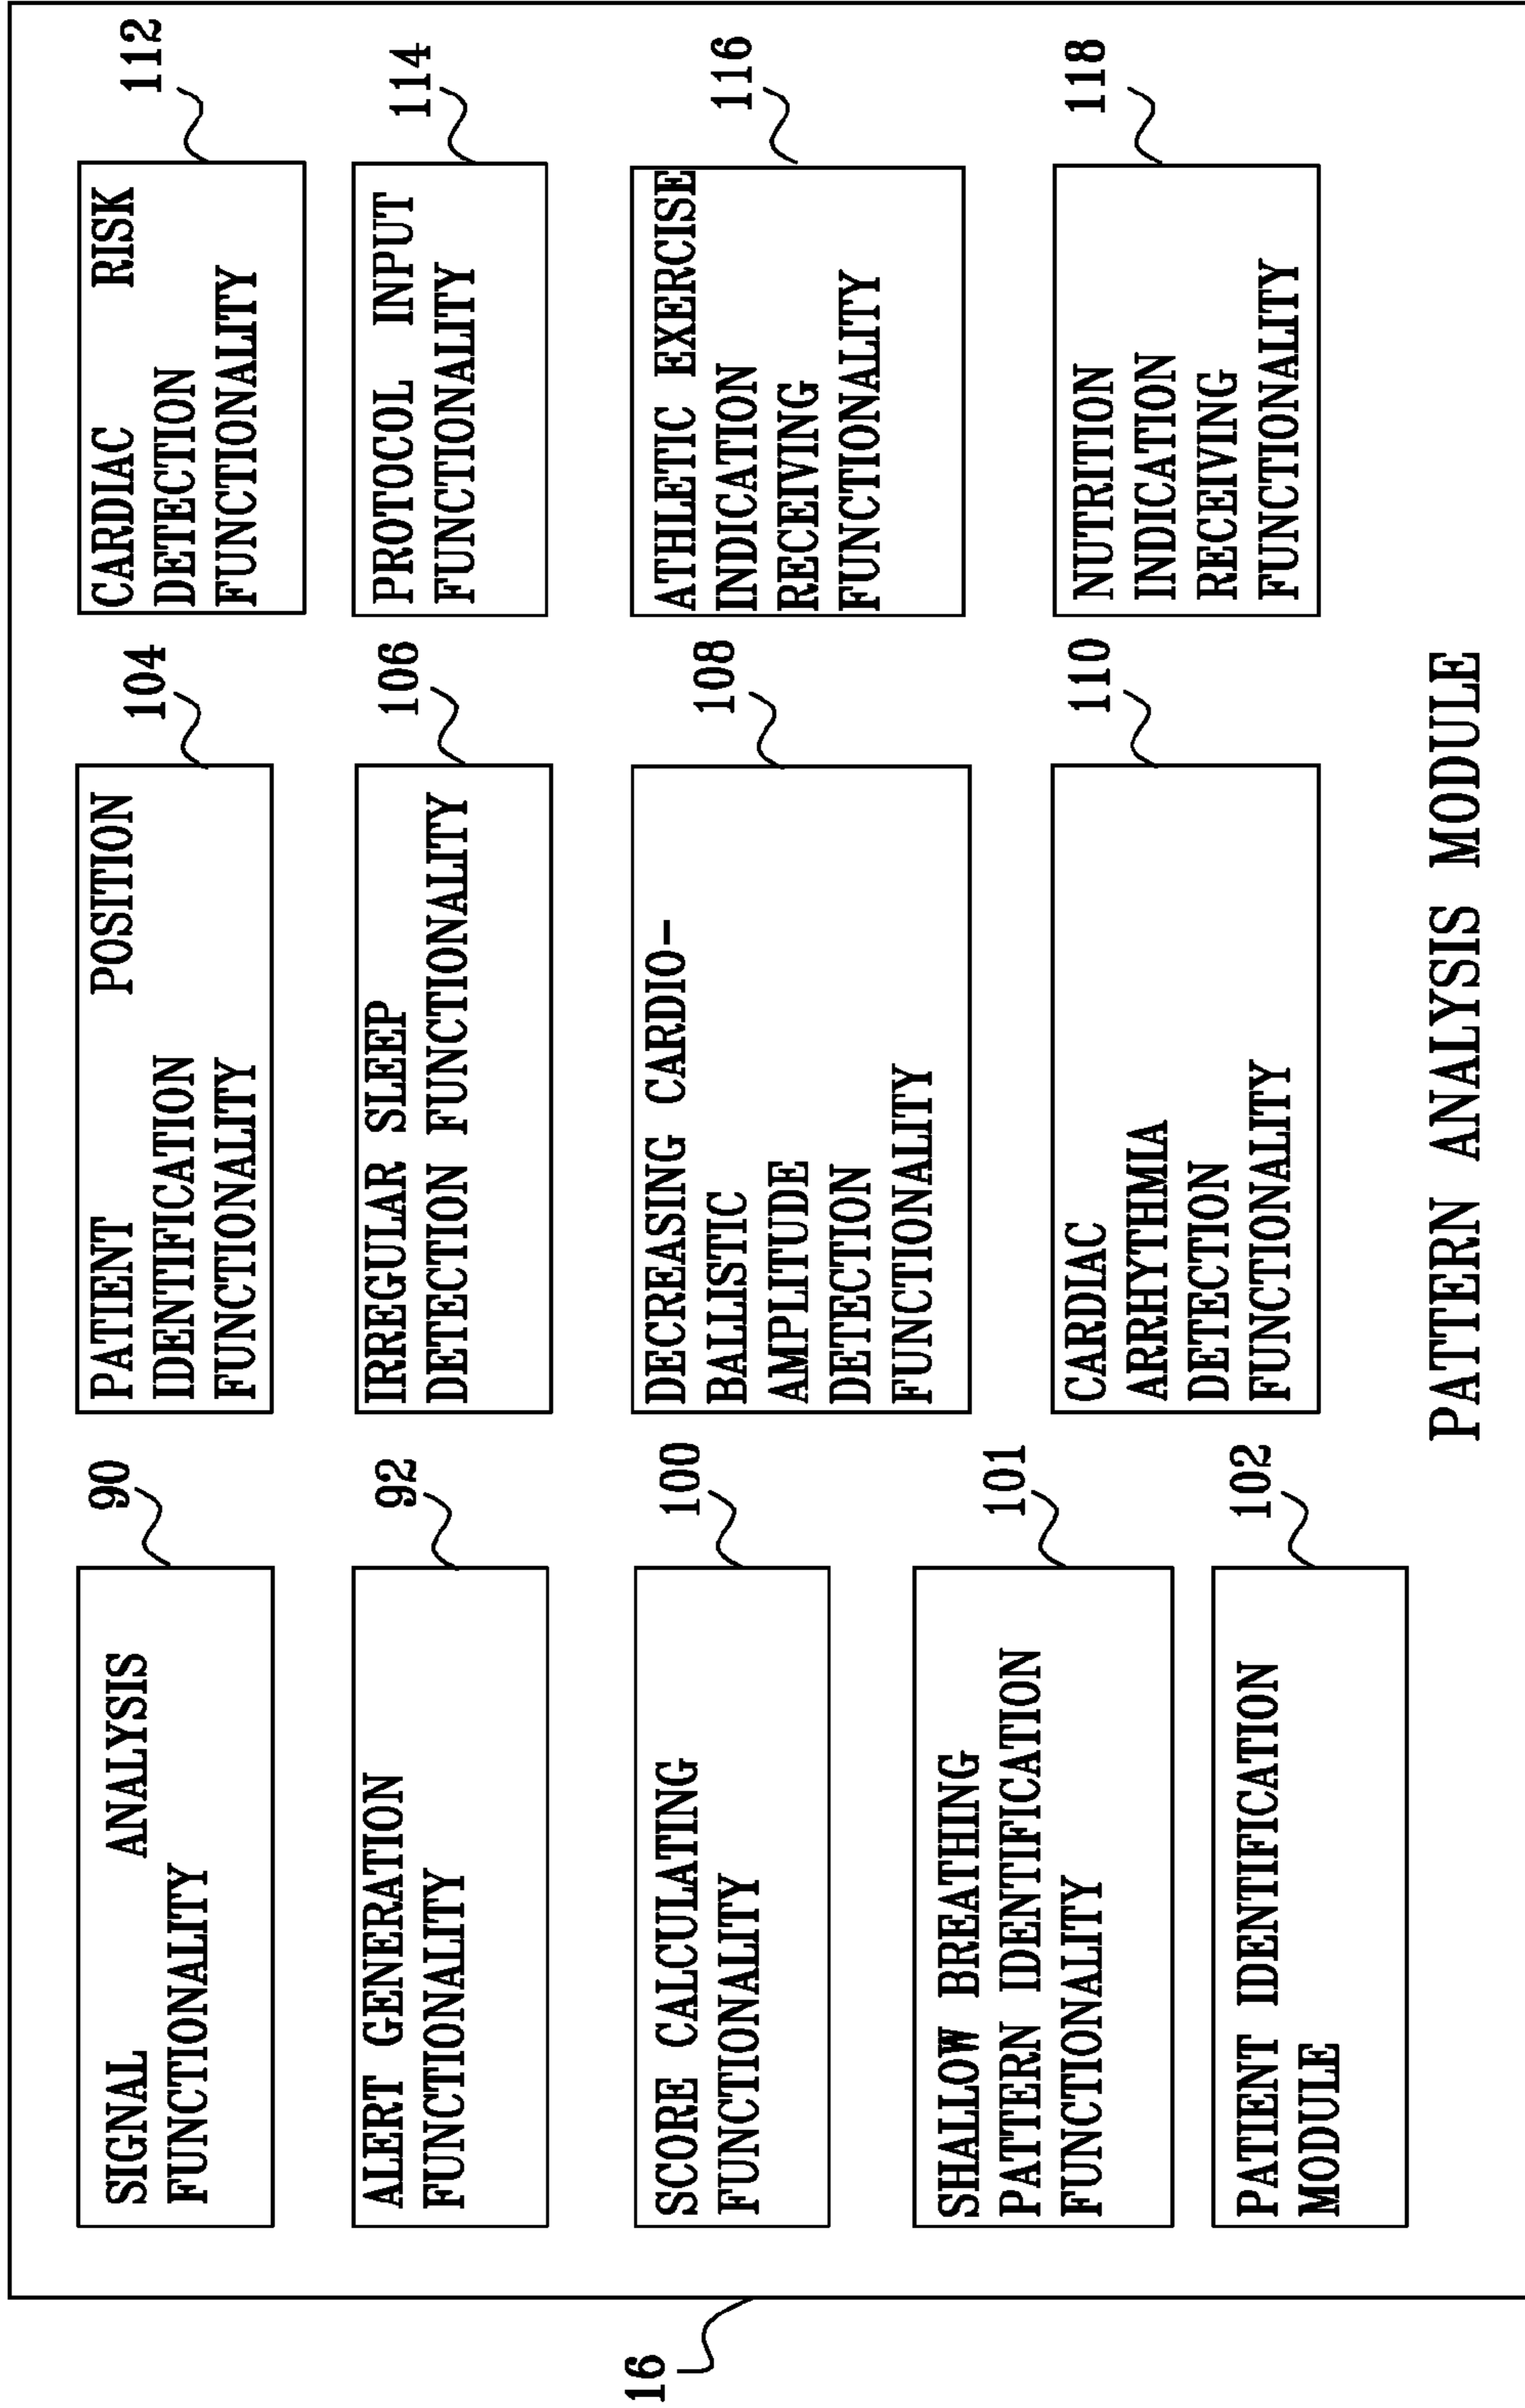 16
90
SIGNAL ANALYSIS
FUNCTIONALITY
92
ALERT GENERATION
FUNCTIONALITY
100
SCORE CALCULATING
FUNCTIONALITY
101
SHALLOW BREATHING
PATTERN IDENTIFICATION
FUNCTIONALITY
102
PATIENT IDENTIFICATION
MODULE
104
PATIENT POSITION
IDENTIFICATION
FUNCTIONALITY
106
IRREGULAR SLEEP
DETECTION FUNCTIONALITY
108
DECREASING CARDIO-
BALLISTIC
AMPLITUDE
DETECTION
FUNCTIONALITY
110
CARDIAC
ARRHYTHMIA
DETECTION
FUNCTIONALITY
112
CARDIAC RISK
DETECTION
FUNCTIONALITY
114
PROTOCOL INPUT
FUNCTIONALITY
116
ATHLETIC EXERCISE
INDICATION
RECEIVING
FUNCTIONALITY
118
NUTRITION
INDICATION
RECEIVING
FUNCTIONALITY
PATTERN ANALYSIS MODULE